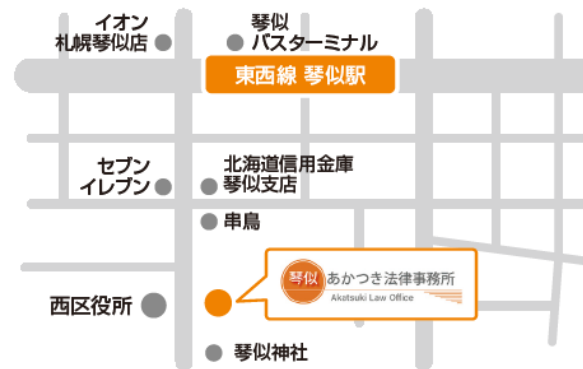 イオン
札幌琴似店
琴似
バスターミナル
東西線 琴似駅
セブン
イレブン
北海道信用金庫
琴似支店
串鳥
琴似 あかつき法律事務所
Akatsuki Law Office
西区役所
琴似神社